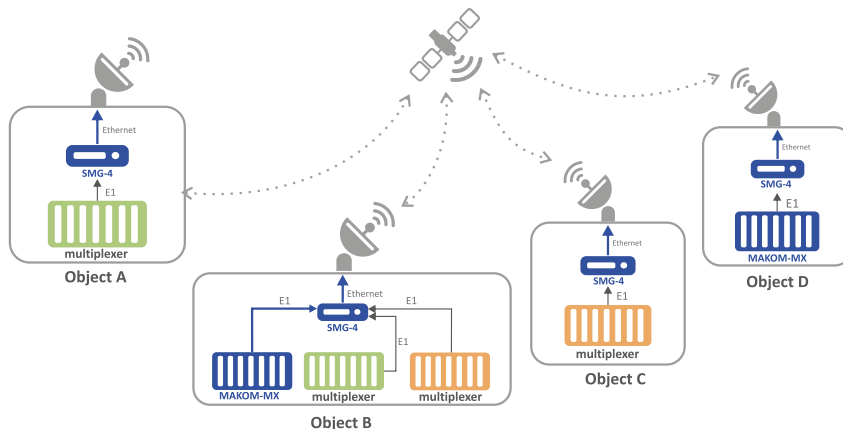 Ethernet
SMG-4
E1
multiplexer
Object A
Ethernet
E1
E1
SMG-4
E1
MAKOM-MX
multiplexer
multiplexer
Object B
Ethernet
SMG-4
E1
multiplexer
Object C
Ethernet
SMG-4
E1
MAKOM-MX
Object D